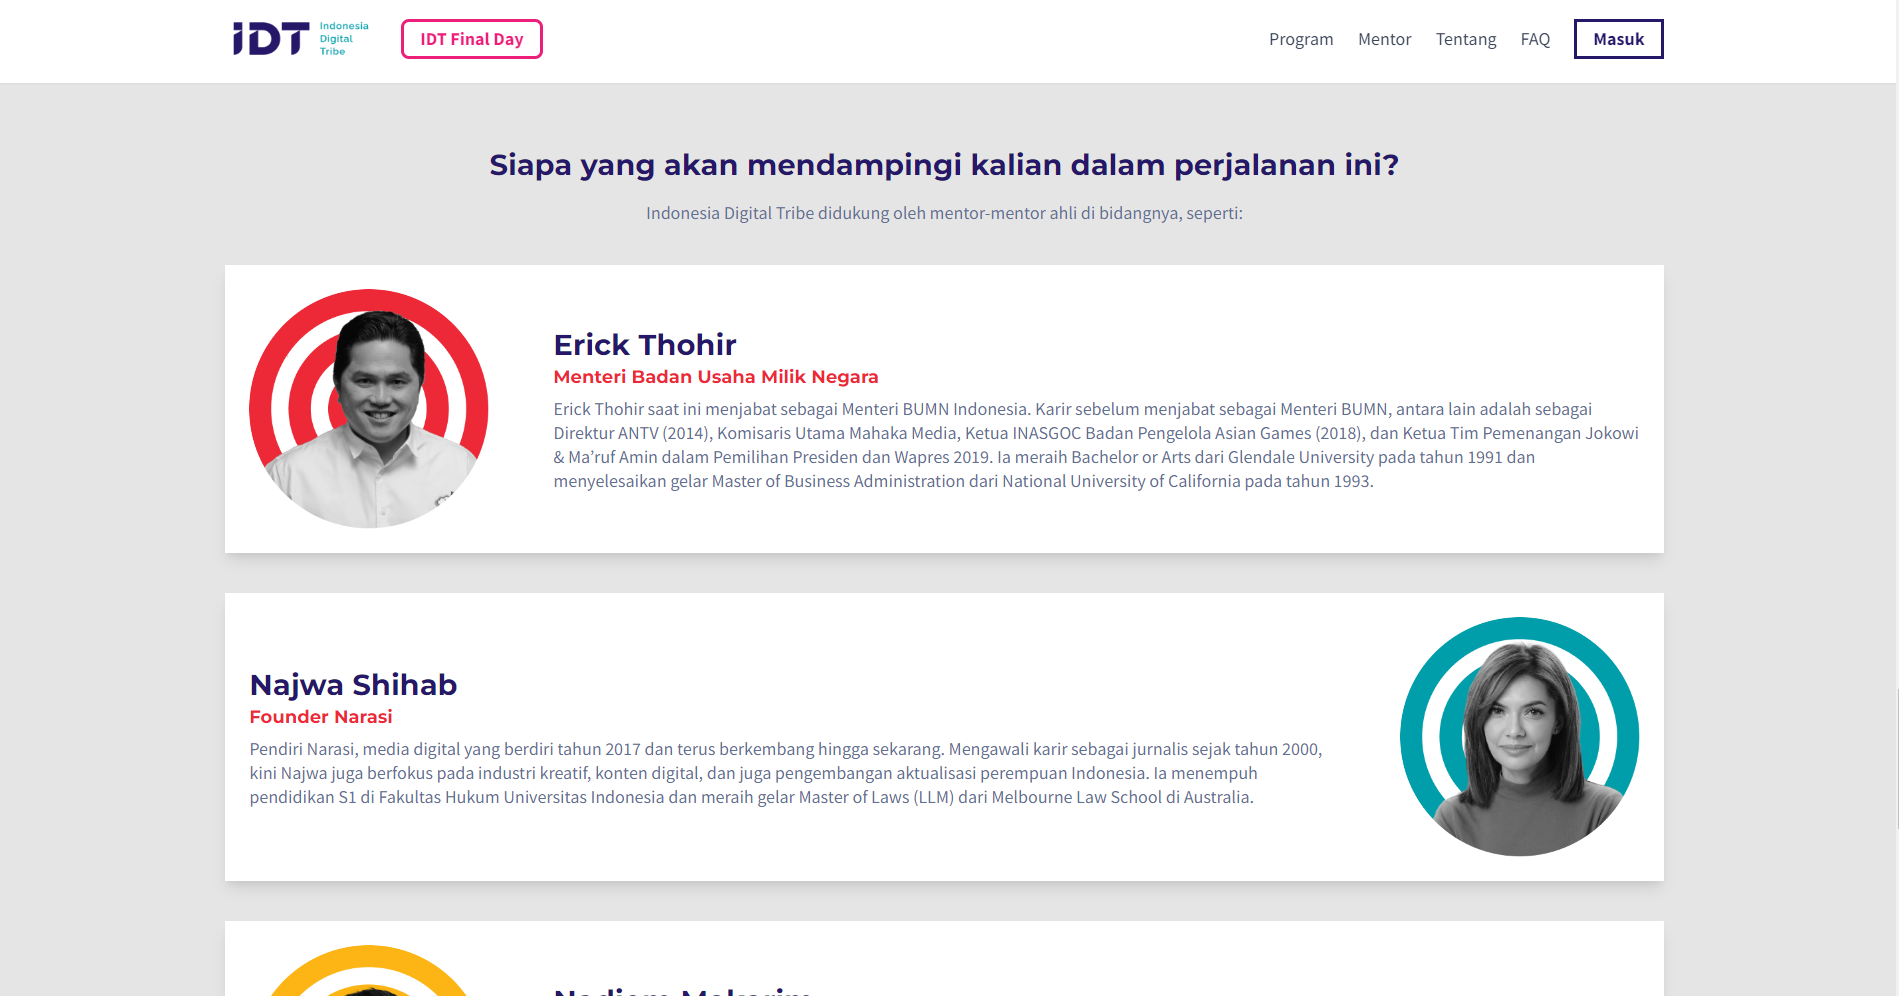 iDT Indonesia
Digital
Tribe
IDT Final Day
Program Mentor Tentang FAQ Masuk
Siapa yang akan mendampingi kalian dalam perjalanan ini?
Indonesia Digital Tribe didukung oleh mentor-mentor ahli di bidangnya, seperti:
Erick Thohir
Menteri Badan Usaha Milik Negara
Erick Thohir saat ini menjabat sebagai Menteri BUMN Indonesia. Karir sebelum menjabat sebagai Menteri BUMN, antara lain adalah sebagai
Direktur ANTV (2014), Komisaris Utama Mahaka Media, Ketua INASGOC Badan Pengelola Asian Games (2018), dan Ketua Tim Pemenangan Jokowi
& Ma’ruf Amin dalam Pemilihan Presiden dan Wapres 2019. Ia meraih Bachelor or Arts dari Glendale University pada tahun 1991 dan
menyelesaikan gelar Master of Business Administration dari National University of California pada tahun 1993.
Najwa Shihab
Founder Narasi
Pendiri Narasi, media digital yang berdiri tahun 2017 dan terus berkembang hingga sekarang. Mengawali karir sebagai jurnalis sejak tahun 2000,
kini Najwa juga berfokus pada industri kreatif, konten digital, dan juga pengembangan aktualisasi perempuan Indonesia. Ia menempuh
pendidikan S1 di Fakultas Hukum Universitas Indonesia dan meraih gelar Master of Laws (LLM) dari Melbourne Law School di Australia.
Nadiem Makarim